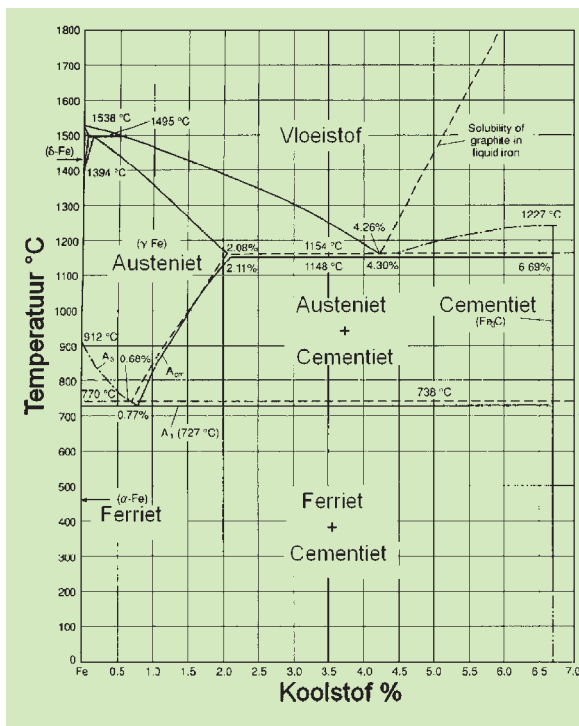 1800
1700
1600
1538 °C
1495 °C
Vloeistof
Solubility of
graphite in
liquid iron
1500
(δ-Fe)
1400
1394 °C
1300
4.26%
1227 °C
1200
(γ Fe)
2.08%
1154 °C
Austeniet
1100
2.11%
1148 °C
4.30%
6.69%
1000
Austeniet
+
Cementiet
Cementiet
(Fe3C)
900
912 °C
A3
0.68%
Acm
800
770 °C
738 °C
700
0.77%
A1 (727 °C)
600
500
(α-Fe)
Ferriet
400
Ferriet
+
Cementiet
300
200
100
0
Fe
0.5
1.0
1.5
2.0
2.5
3.0
3.5
4.0
4.5
5.0
5.5
6.0
6.5
7.0
Temperatuur °C
Koolstof %